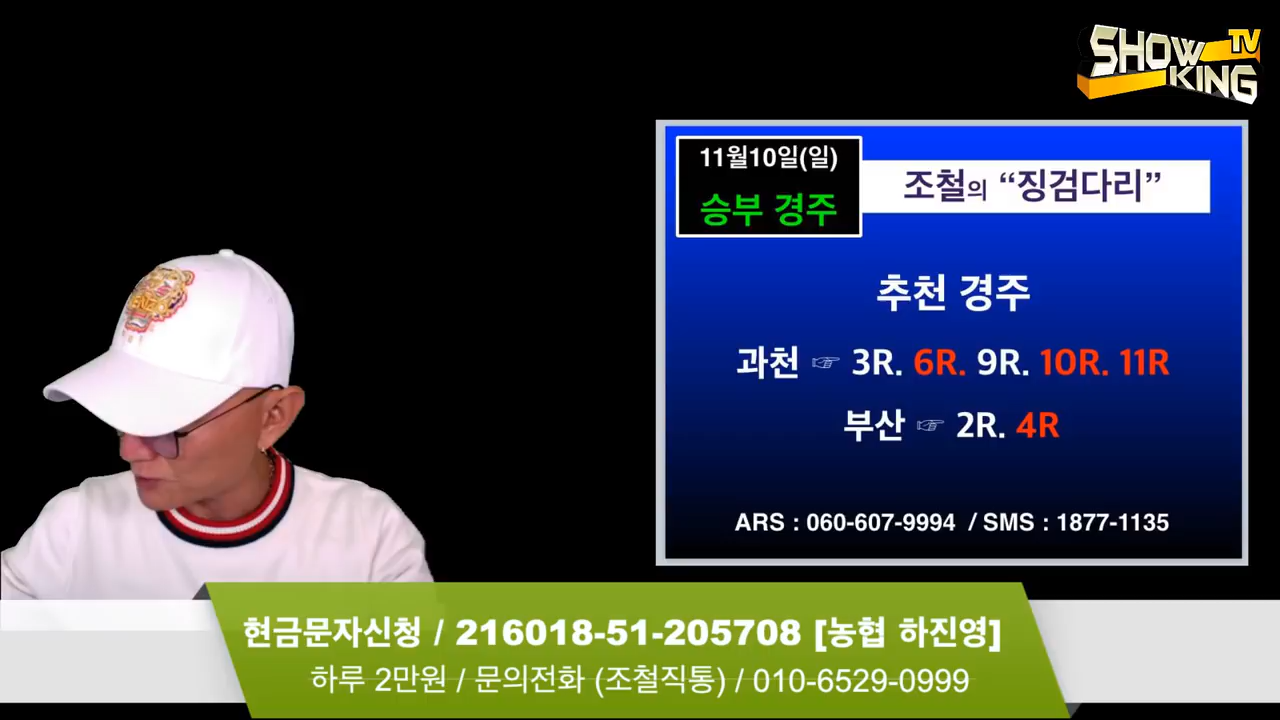 SHOW TV
KING
11월10일(일)
승부 경주
조철의 “징검다리”
추천 경주
과천 ☞ 3R. 6R. 9R. 10R. 11R
부산 ☞ 2R. 4R
ARS : 060-607-9994 / SMS : 1877-1135
현금문자신청 / 216018-51-205708 [농협 하진영]
하루 2만원 / 문의전화 (조철직통) / 010-6529-0999